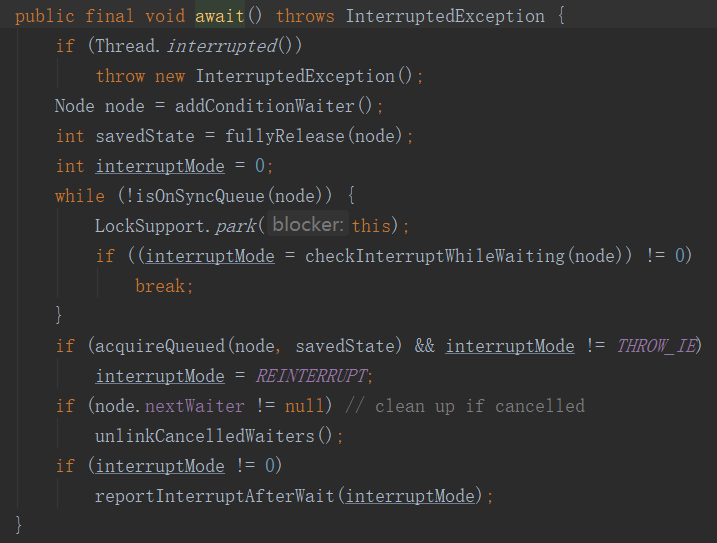 public final void await() throws InterruptedException {
    if (Thread.interrupted())
        throw new InterruptedException();
    Node node = addConditionWaiter();
    int savedState = fullyRelease(node);
    int interruptMode = 0;
    while (!isOnSyncQueue(node)) {
        LockSupport.park( blocker: this);
        if ((interruptMode = checkInterruptWhileWaiting(node)) != 0)
            break;
    }
    if (acquireQueued(node, savedState) && interruptMode != THROW_IE)
        interruptMode = REINTERRUPT;
    if (node.nextWaiter != null) // clean up if cancelled
        unlinkCancelledWaiters();
    if (interruptMode != 0)
        reportInterruptAfterWait(interruptMode);
}